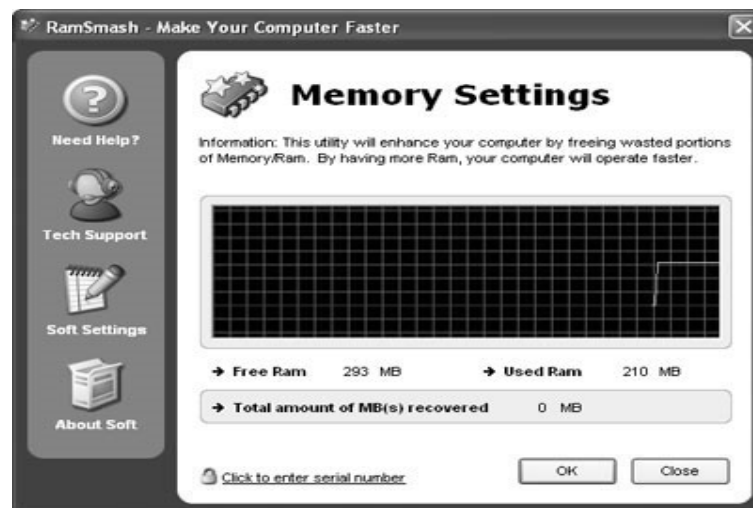 RamSmash - Make Your Computer Faster
Need Help?
Tech Support
Soft Settings
About Soft
Memory Settings
Information: This utility will enhance your computer by freeing wasted portions
of Memory/Ram. By having more Ram, your computer will operate faster.
Free Ram 293 MB Used Ram 210 MB
Total amount of MB(s) recovered 0 MB
Click to enter serial number OK Close